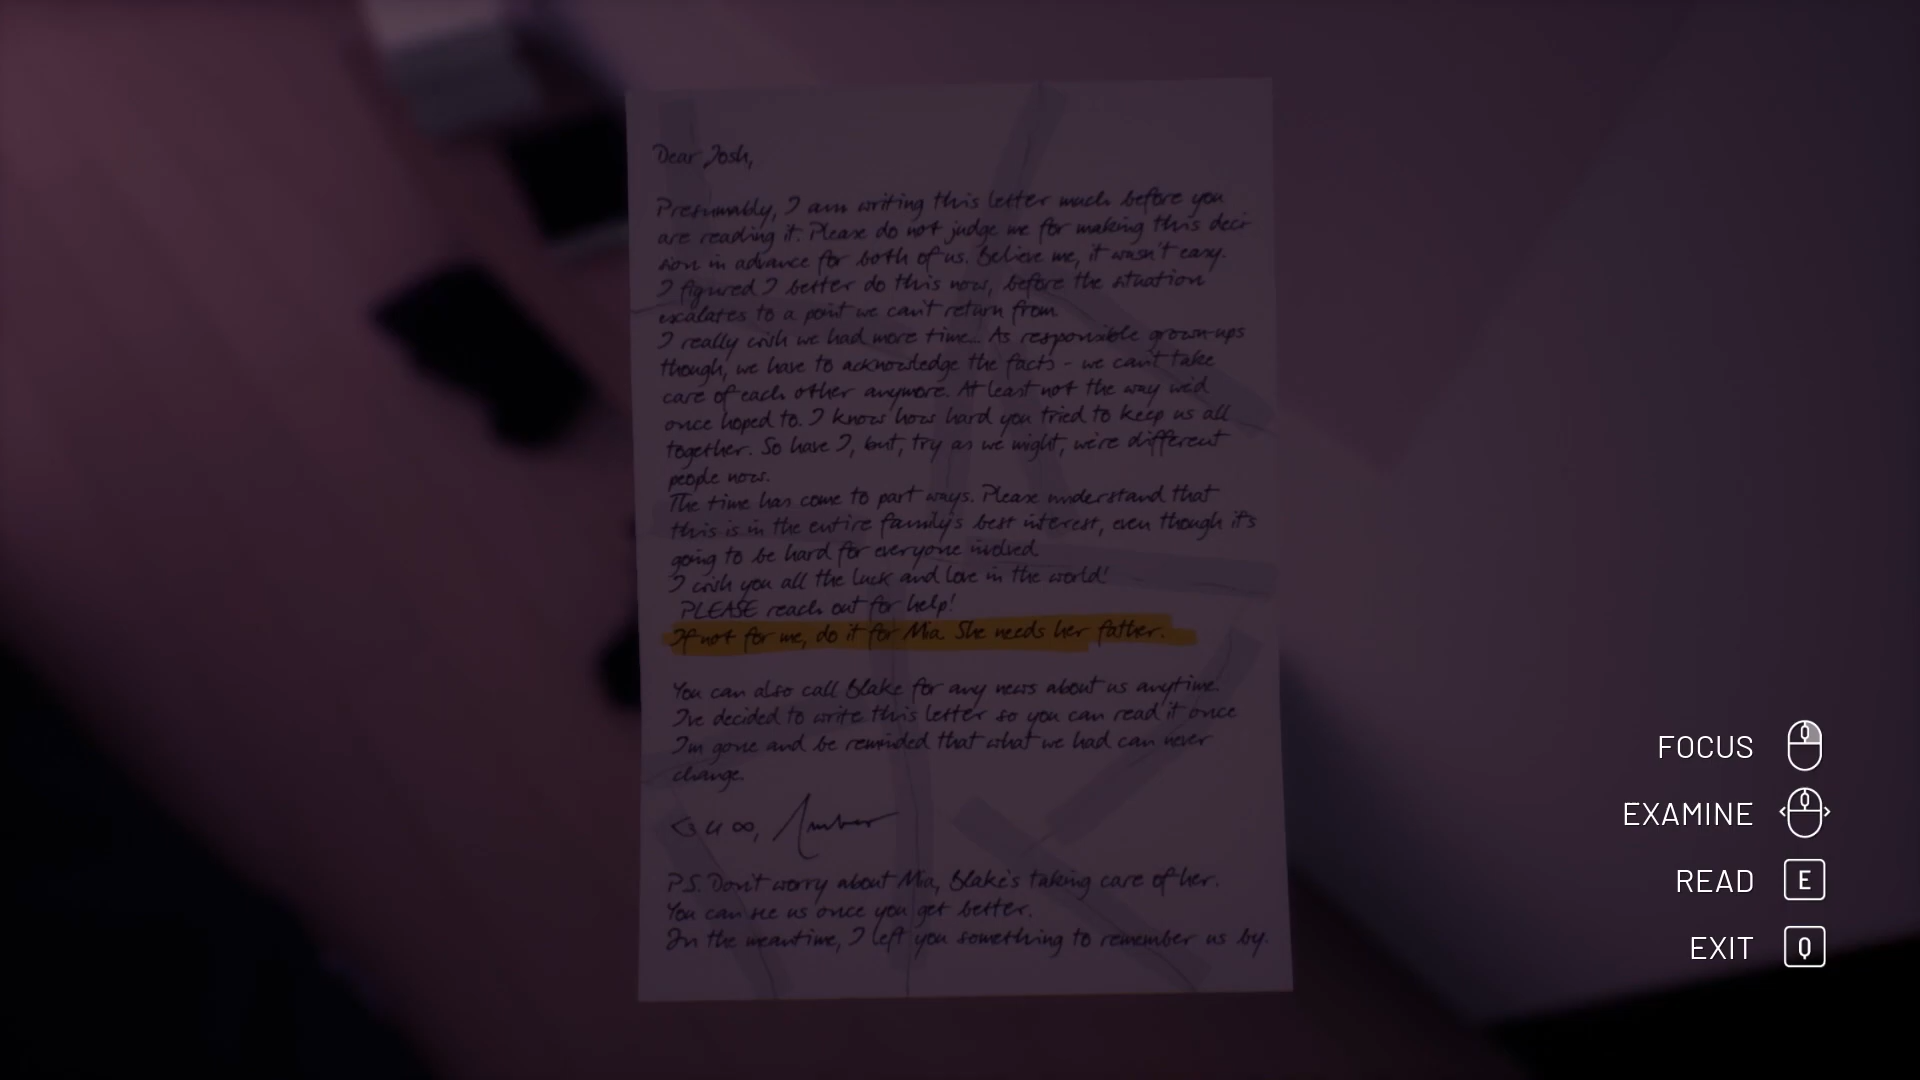 Dear Josh,
Presumably, I am writing this letter much before you
are reading it. Please do not judge me for making this deci-
sion in advance for both of us. Believe me, it wasn't easy.
I figured I better do this now, before the situation
escalates to a point we can't return from.
I really wish we had more time... As responsible grown-ups
though, we have to acknowledge the facts - we can't take
care of each other anymore. At least not the way we'd
once hoped to. I know how hard you tried to keep us all
together. So have I, but, try as we might, we're different
people now.
The time has come to part ways. Please understand that
this is in the entire family's best interest, even though it's
going to be hard for everyone involved.
I wish you all the luck and love in the world!
PLEASE reach out for help!
If not for me, do it for Mia. She needs her father.
You can also call Blake for any news about us anytime.
I've decided to write this letter so you can read it once
I'm gone and be reminded that what we had can never
change.
<3 u ∞, Amber
P.S. Don't worry about Mia, Blake's taking care of her.
You can see us once you get better.
In the meantime, I left you something to remember us by.
FOCUS
EXAMINE
READ E
EXIT Q